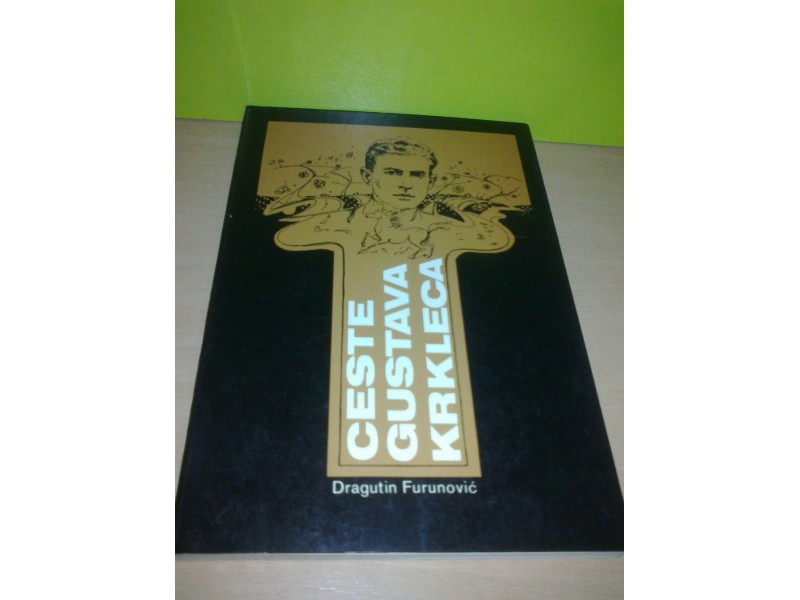 CESTE
GUSTAVA
KRKLECA
Dragutin Furunović